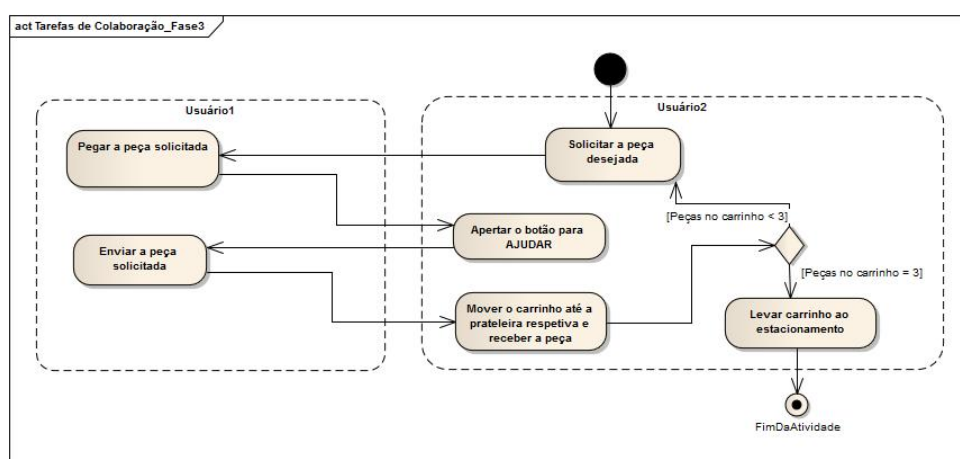 act Tarefas de Colaboração_Fase3
Usuário1
Usuário2
Pegar a peça solicitada
Solicitar a peça
desejada
[Peças no carrinho < 3]
Apertar o botão para
AJUDAR
Enviar a peça
solicitada
[Peças no carrinho = 3]
Mover o carrinho até a
prateleira respetiva e
receber a peça
Levar carrinho ao
estacionamento
FimDaAtividade